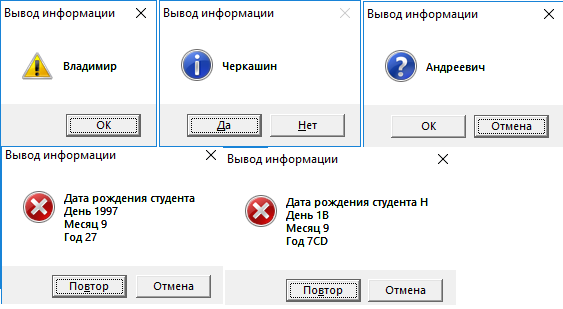 Вывод информации
Владимир
OK
Вывод информации
Черкашин
Да
Нет
Вывод информации
Андреевич
OK
Отмена
Вывод информации
Дата рождения студента
День 1997
Месяц 9
Год 27
Повтор
Отмена
Вывод информации
Дата рождения студента H
День 1B
Месяц 9
Год 7CD
Повтор
Отмена